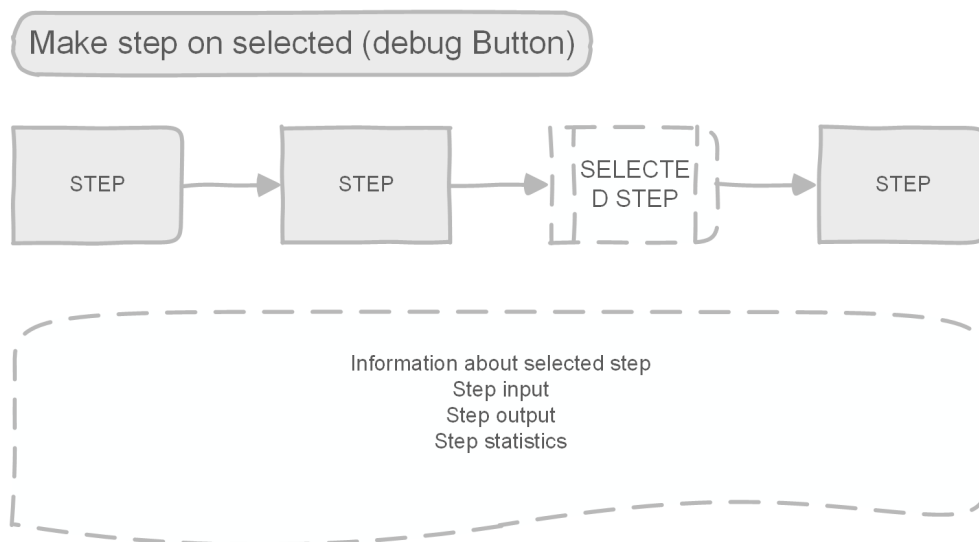 Make step on selected (debug Button)
STEP
STEP
SELECTE
D STEP
STEP
Information about selected step
Step input
Step output
Step statistics